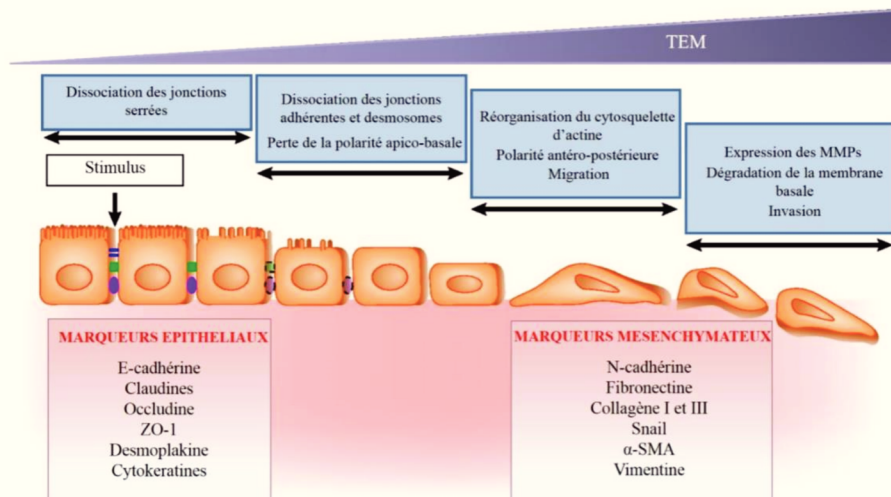 TEM
Dissociation des jonctions
serrées
Dissociation des jonctions
adhérentes et desmosomes
Perte de la polarité apico-basale
Réorganisation du cytosquelette
d'actine
Polarité antéro-postérieure
Migration
Expression des MMPs
Dégradation de la membrane
basale
Invasion
Stimulus
MARQUEURS EPITHELIAUX
E-cadhérine
Claudines
Occludine
ZO-1
Desmoplakine
Cytokeratines
MARQUEURS MESENCHYMATEUX
N-cadhérine
Fibronectine
Collagène I et III
Snail
α-SMA
Vimentine